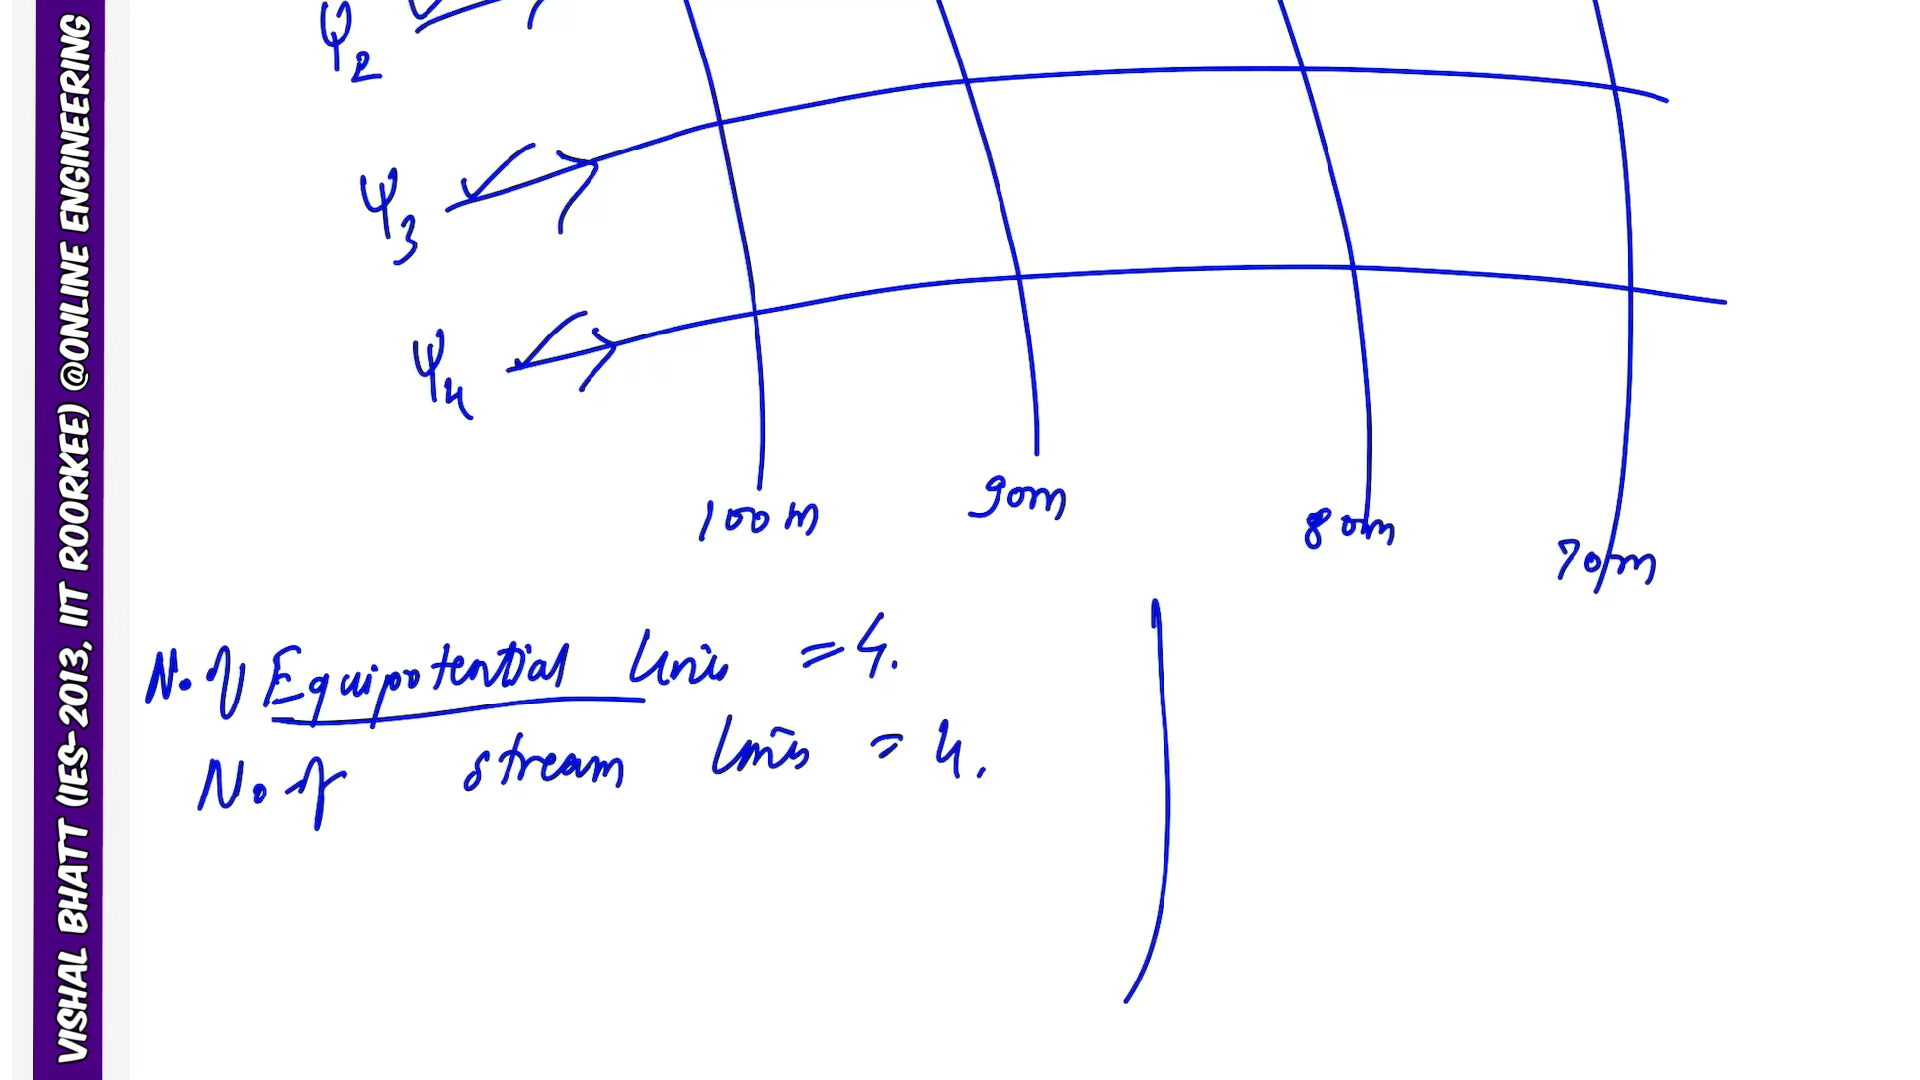 VISHAL BHATT (IES-2013, IIT ROORKEE) @ONLINE ENGINEERING
ψ2
ψ3
ψ4
100m
90m
80m
70m
No. of Equipotential lines = 4.
No. of stream lines = 4.